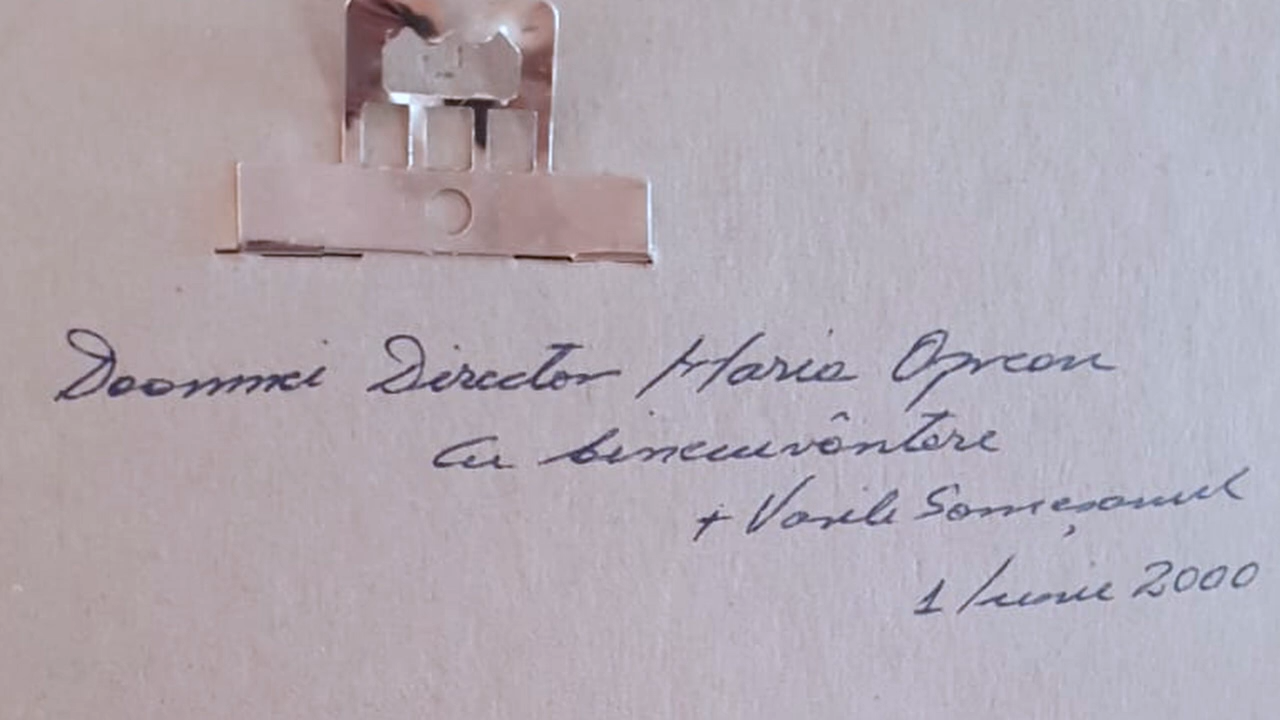 Doamnei Director Maria Oprean
Cu binecuvântare
+ Vasile Someșanul
1 Iunie 2000